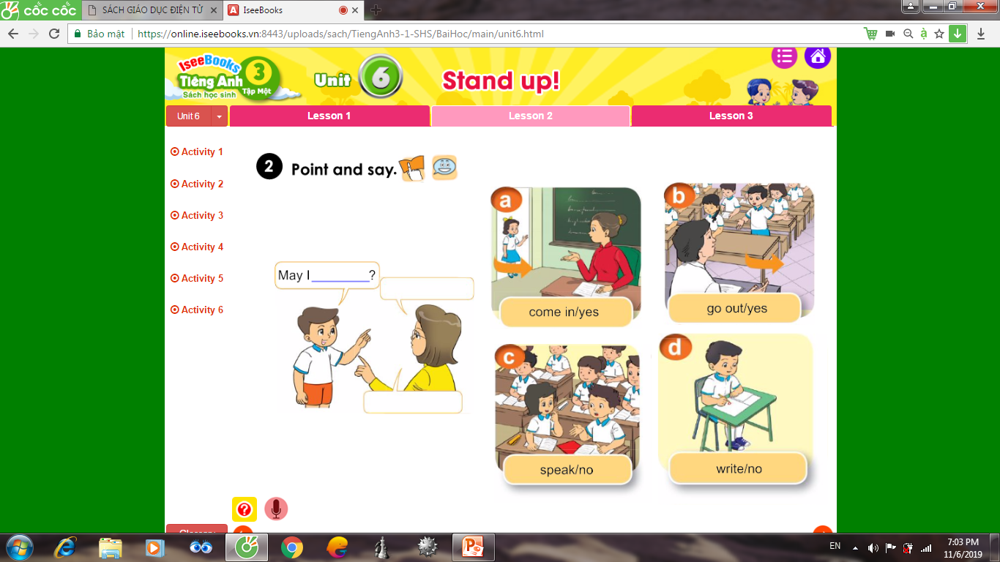 CỐC CỐC
SÁCH GIÁO DỤC ĐIỆN TỬ
IseeBooks
Bảo mật
https://online.iseebooks.vn:8443/uploads/sach/TiengAnh3-1-SHS/BaiHoc/main/unit6.html
IseeBooks
Tiếng Anh 3
Tập Một
Sách học sinh
Unit 6
Stand up!
Unit 6
Lesson 1
Lesson 2
Lesson 3
Activity 1
Activity 2
Activity 3
Activity 4
Activity 5
Activity 6
2 Point and say.
May I ________?
a
come in/yes
b
go out/yes
c
speak/no
d
write/no
Glossary
EN
7:03 PM
11/6/2019